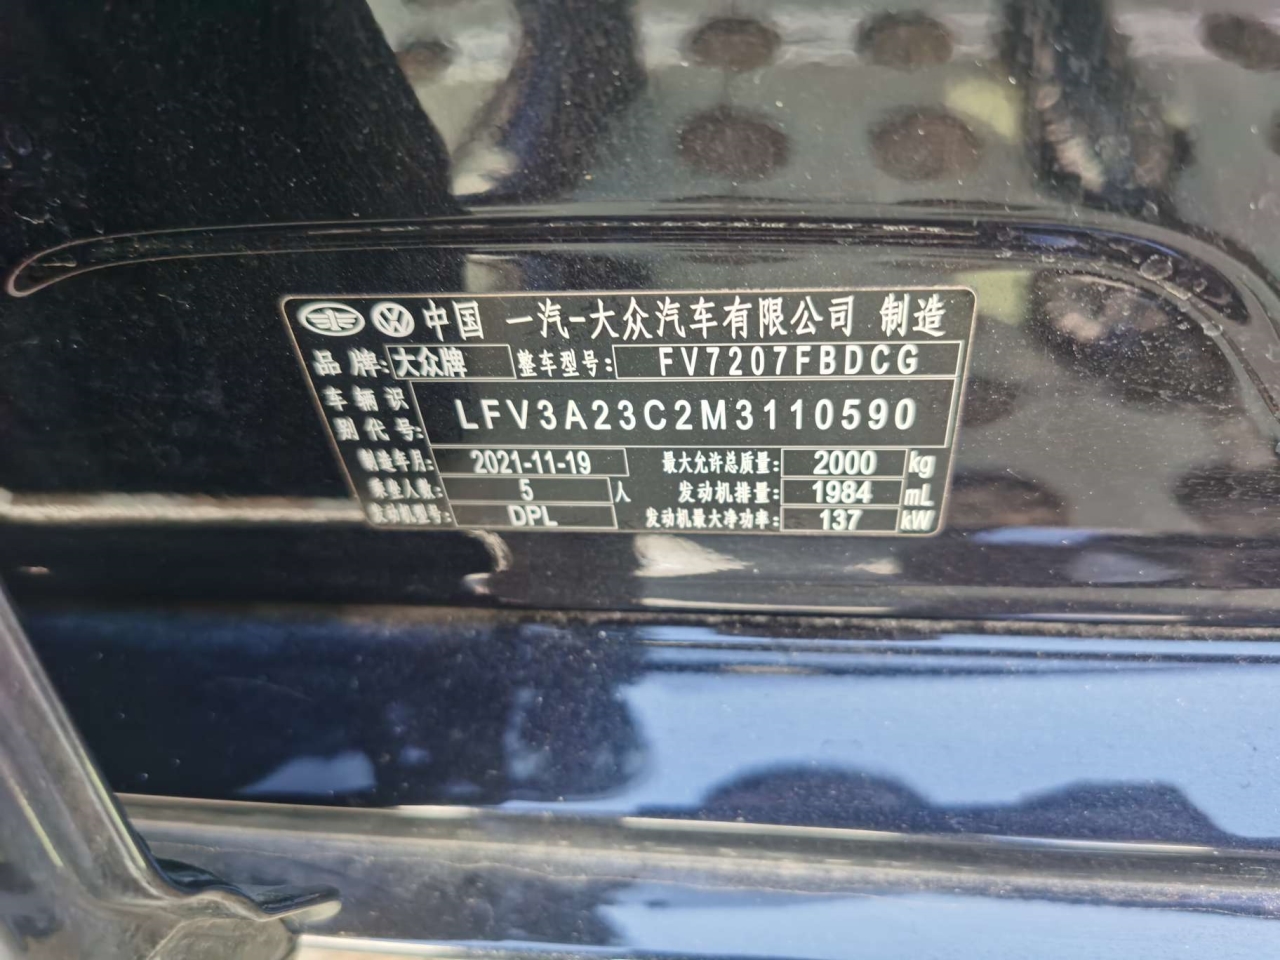 中国 一汽-大众汽车有限公司 制造
品牌: 大众牌 整车型号: FV7207FBDCG
车辆识别代号: LFV3A23C2M3110590
制造年月: 2021-11-19 最大允许总质量: 2000 kg
乘坐人数: 5 人 发动机排量: 1984 mL
发动机型号: DPL 发动机最大净功率: 137 kW